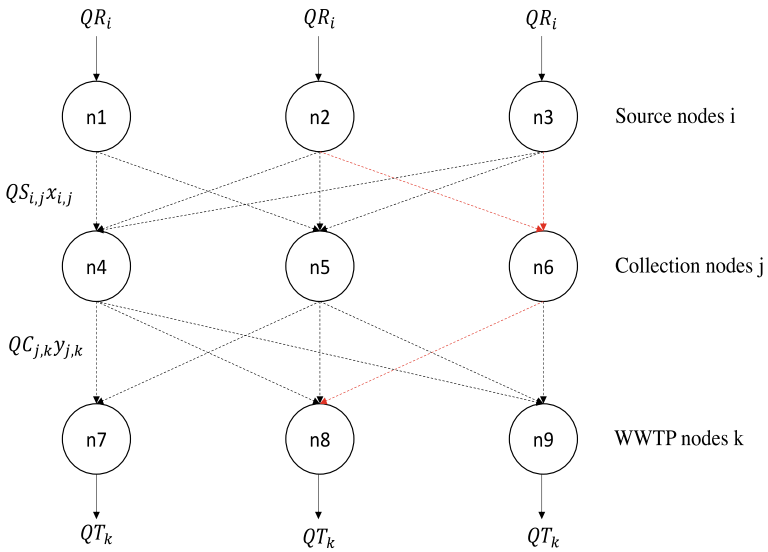 QR_i QR_i QR_i
n1 n2 n3 Source nodes i
QS_{i,j}x_{i,j}
n4 n5 n6 Collection nodes j
QC_{j,k}y_{j,k}
n7 n8 n9 WWTP nodes k
QT_k QT_k QT_k